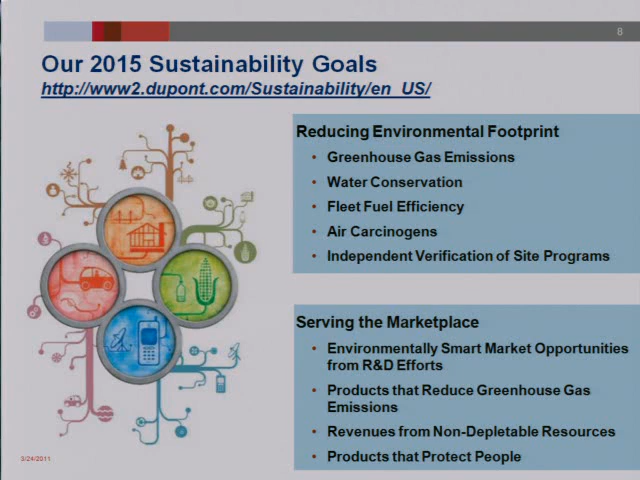 8
Our 2015 Sustainability Goals
http://www2.dupont.com/Sustainability/en_US/
Reducing Environmental Footprint
• Greenhouse Gas Emissions
• Water Conservation
• Fleet Fuel Efficiency
• Air Carcinogens
• Independent Verification of Site Programs
Serving the Marketplace
• Environmentally Smart Market Opportunities
from R&D Efforts
• Products that Reduce Greenhouse Gas
Emissions
• Revenues from Non-Depletable Resources
• Products that Protect People
3/24/2011